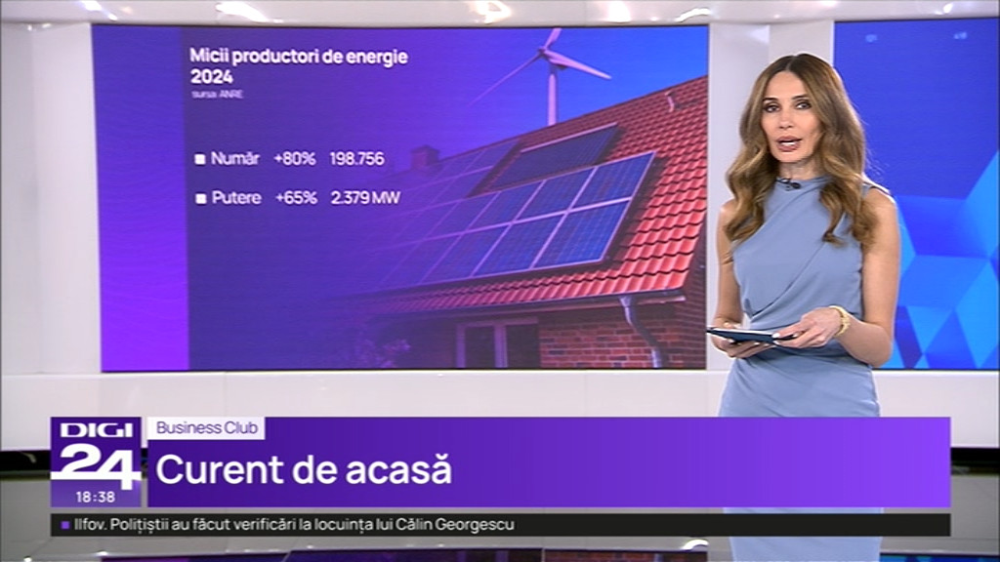 Micii productori de energie
2024
sursa: ANRE
Număr +80% 198.756
Putere +65% 2.379 MW
DIGI
24
18:38
Business Club
Curent de acasă
Ilfov. Polițiștii au făcut verificări la locuința lui Călin Georgescu